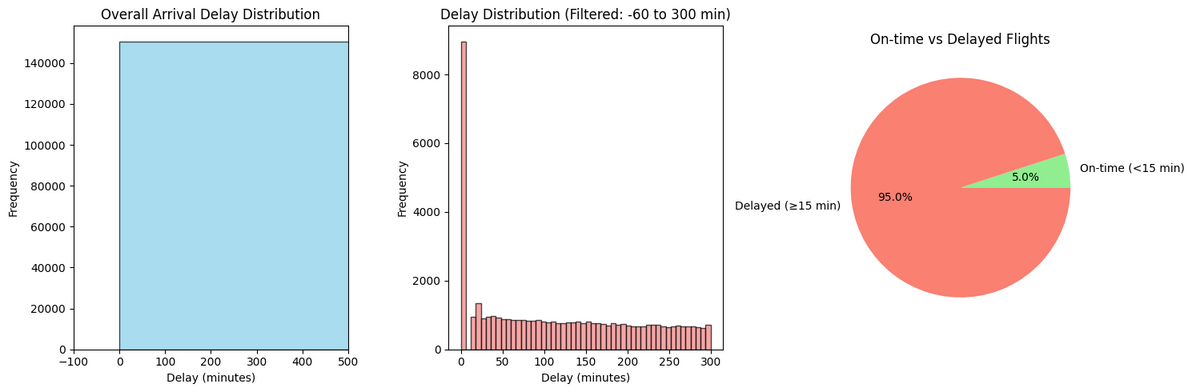 Overall Arrival Delay Distribution
Frequency
140000
120000
100000
80000
60000
40000
20000
0
−100 0 100 200 300 400 500
Delay (minutes)
Delay Distribution (Filtered: -60 to 300 min)
Frequency
8000
6000
4000
2000
0
0 50 100 150 200 250 300
Delay (minutes)
On-time vs Delayed Flights
On-time (<15 min)
5.0%
95.0%
Delayed (≥15 min)